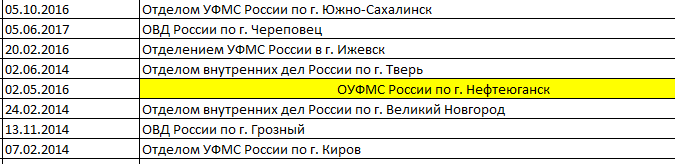 05.10.2016 Отделом УФМС России по г. Южно-Сахалинск
05.06.2017 ОВД России по г. Череповец
20.02.2016 Отделением УФМС России в г. Ижевск
02.06.2014 Отделом внутренних дел России по г. Тверь
02.05.2016 ОУФМС России по г. Нефтеюганск
24.02.2014 Отделом внутренних дел России по г. Великий Новгород
13.11.2014 ОВД России по г. Грозный
07.02.2014 Отделом УФМС России по г. Киров